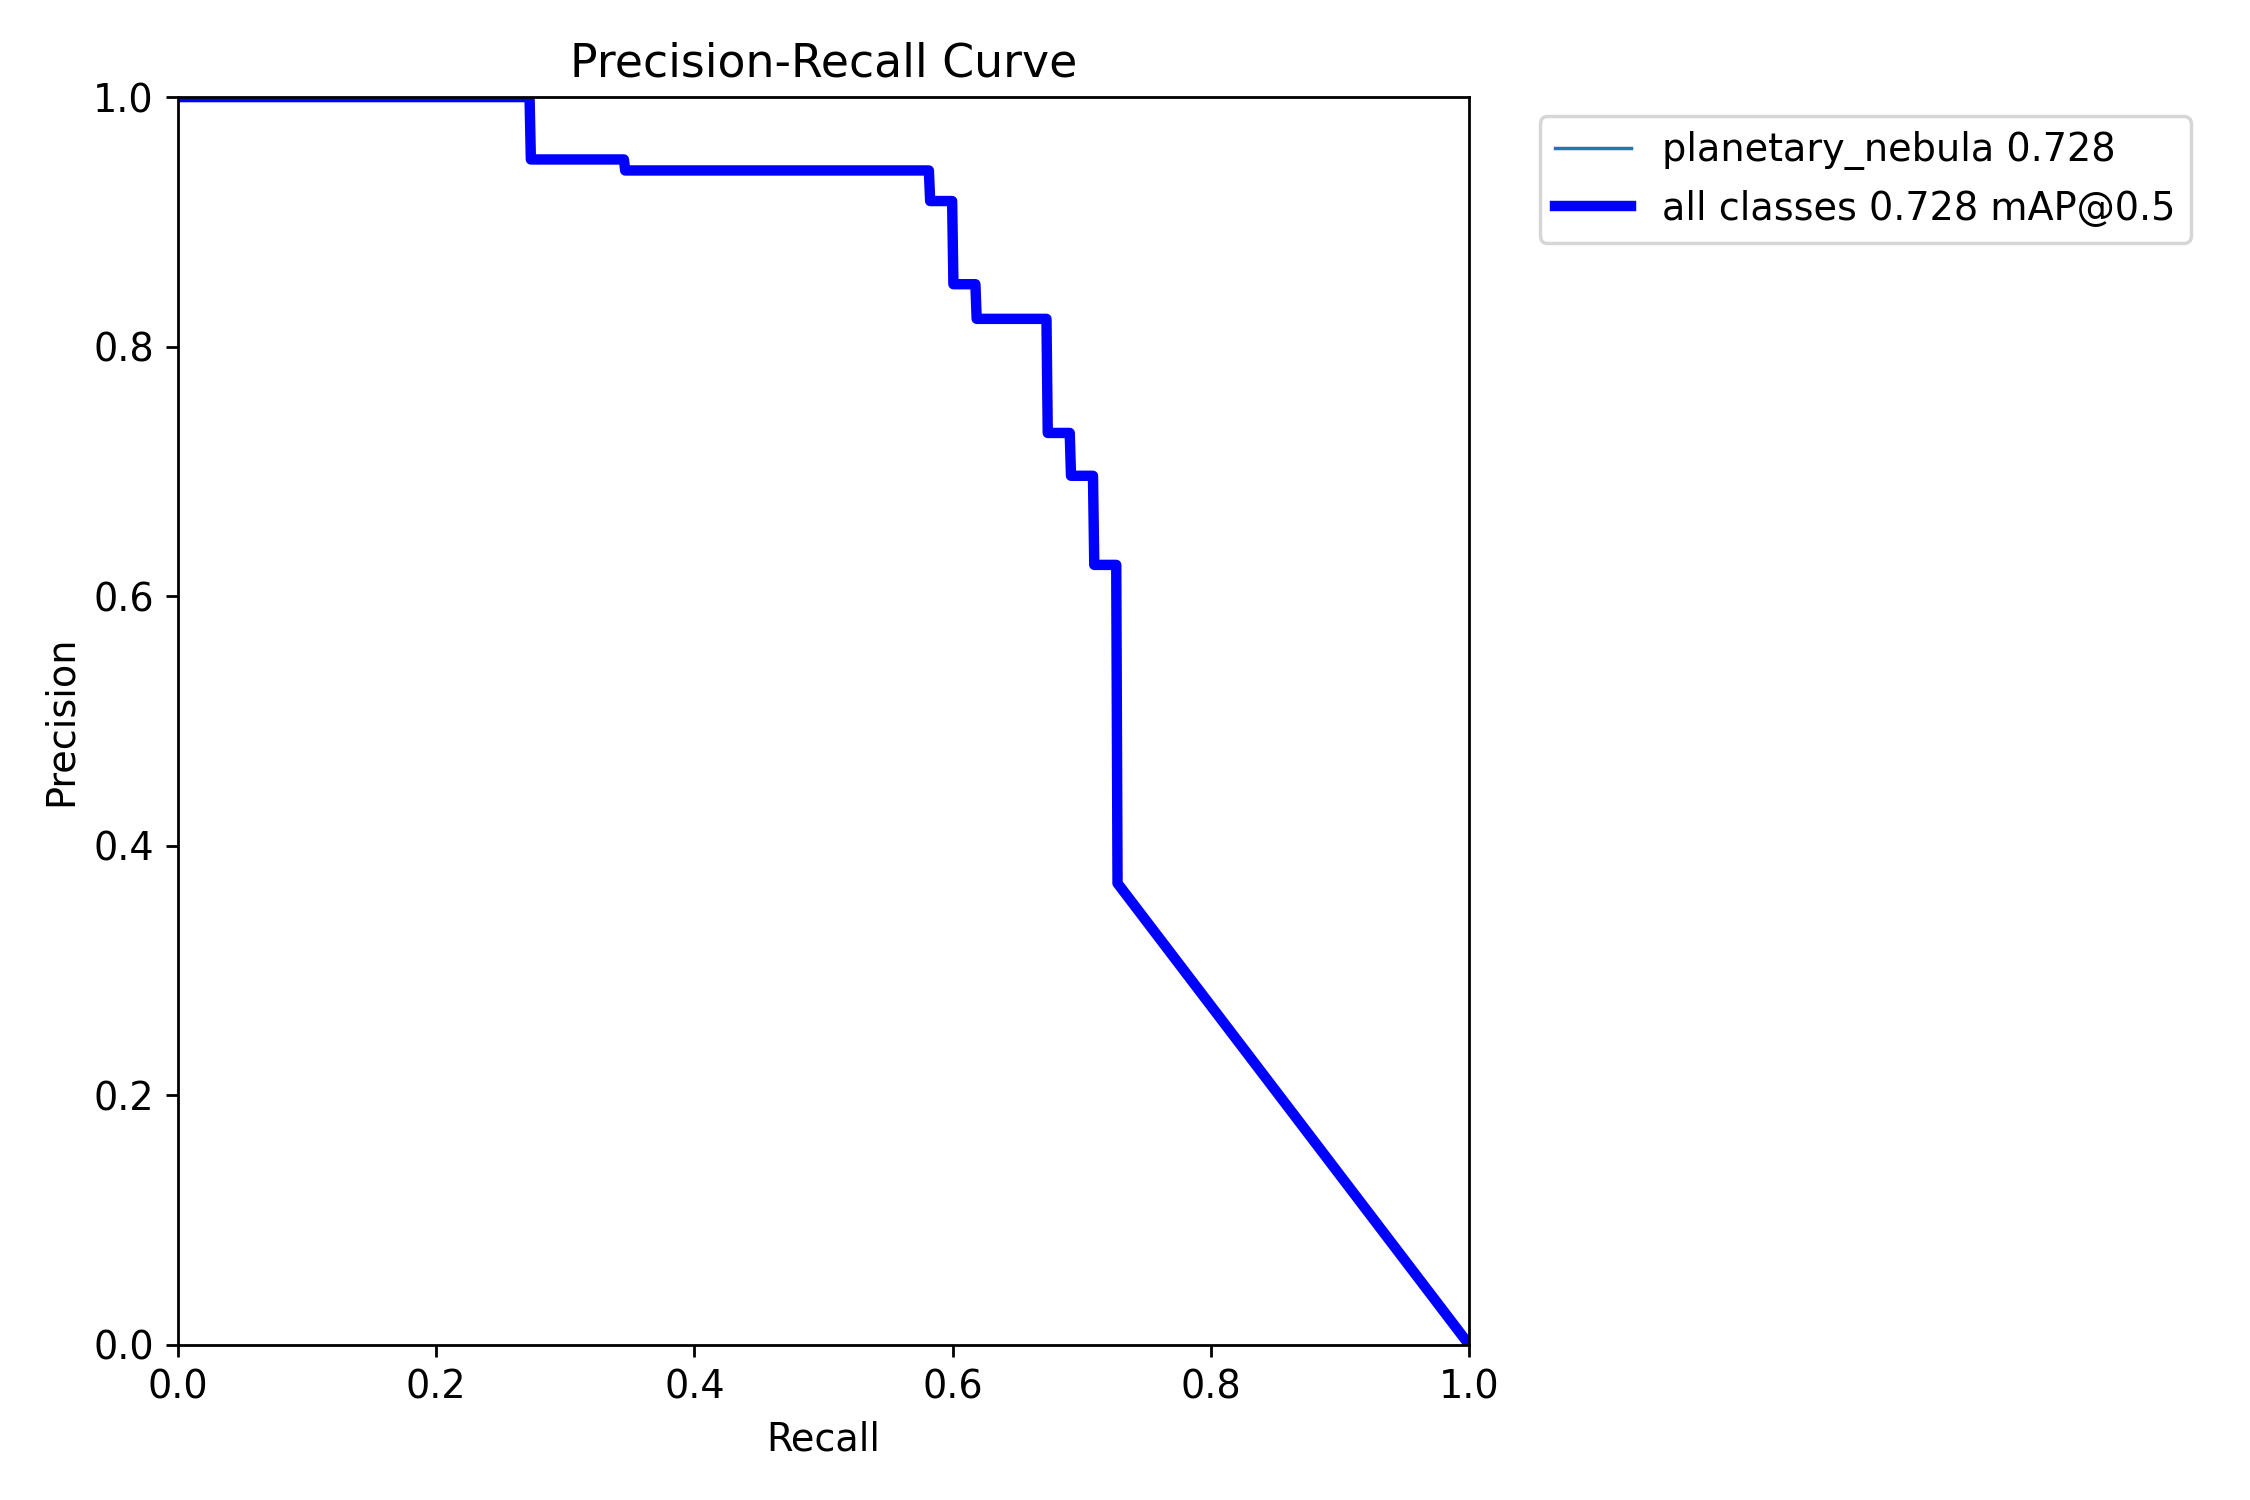 Precision-Recall Curve
1.0
0.8
0.6
0.4
0.2
0.0
Precision
0.0 0.2 0.4 0.6 0.8 1.0
Recall
planetary_nebula 0.728
all classes 0.728 mAP@0.5